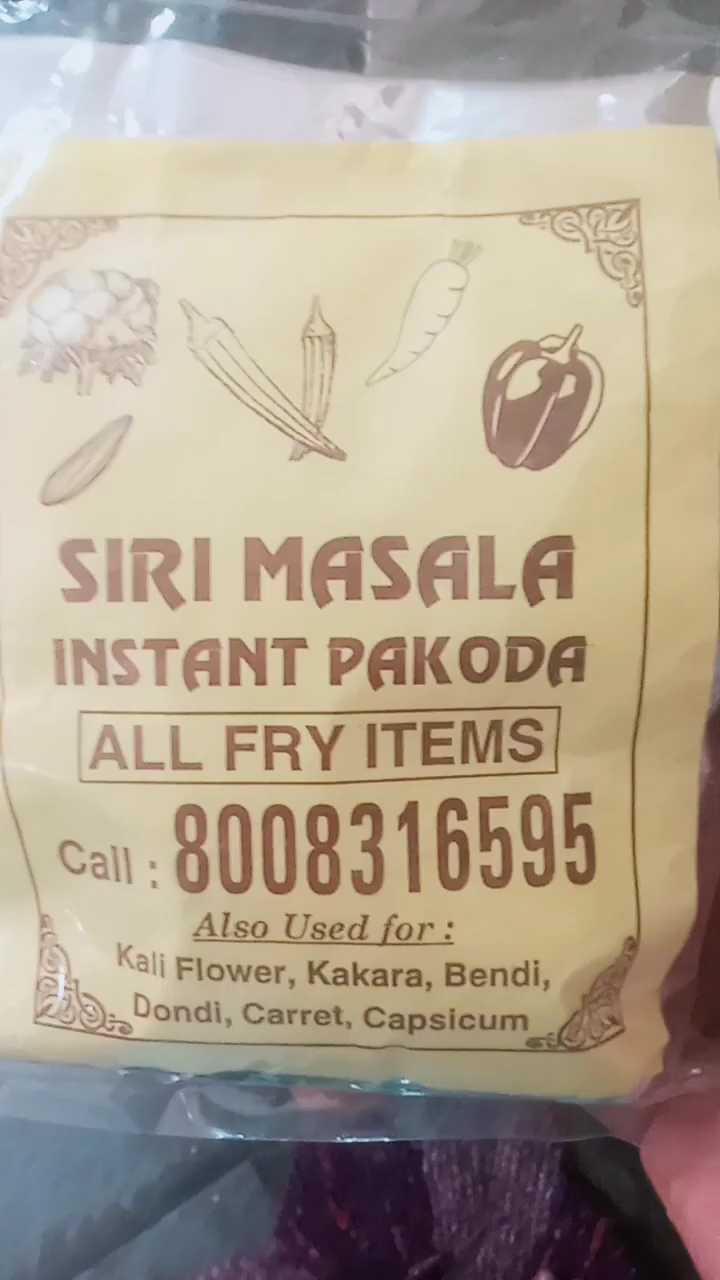 SIRI MASALA
INSTANT PAKODA
ALL FRY ITEMS
Call : 8008316595
Also Used for :
Kali Flower, Kakara, Bendi,
Dondi, Carret, Capsicum